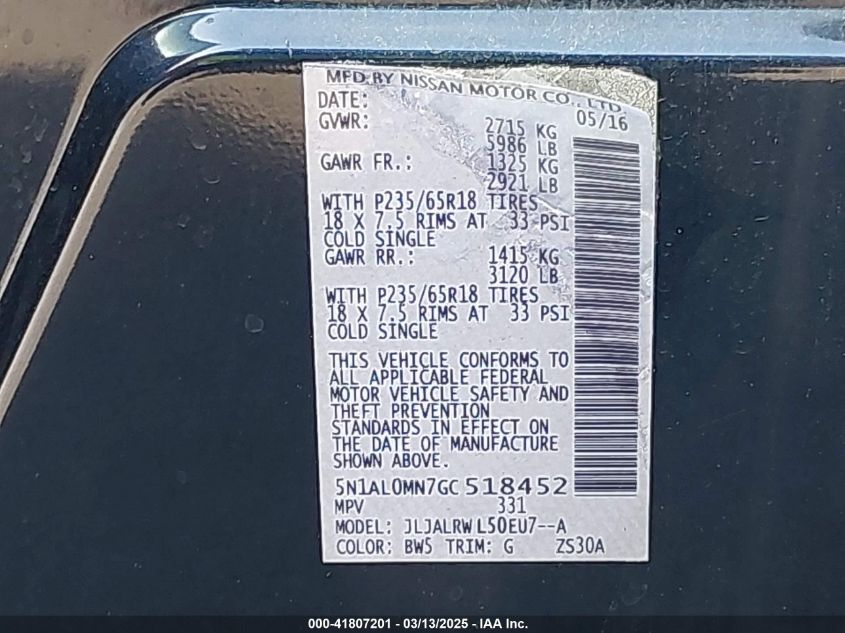 MFD BY NISSAN MOTOR CO., LTD
DATE: 05/16
GVWR: 2715 KG
5986 LB
GAWR FR.: 1325 KG
2921 LB
WITH P235/65R18 TIRES
18 X 7.5 RIMS AT 33 PSI
COLD SINGLE
GAWR RR.: 1415 KG
3120 LB
WITH P235/65R18 TIRES
18 X 7.5 RIMS AT 33 PSI
COLD SINGLE
THIS VEHICLE CONFORMS TO
ALL APPLICABLE FEDERAL
MOTOR VEHICLE SAFETY AND
THEFT PREVENTION
STANDARDS IN EFFECT ON
THE DATE OF MANUFACTURE
SHOWN ABOVE.
5N1AL0MN7GC518452
MPV 331
MODEL: JLJALRWL50EU7--A
COLOR: BW5 TRIM: G ZS30A
000-41807201 - 03/13/2025 - IAA Inc.